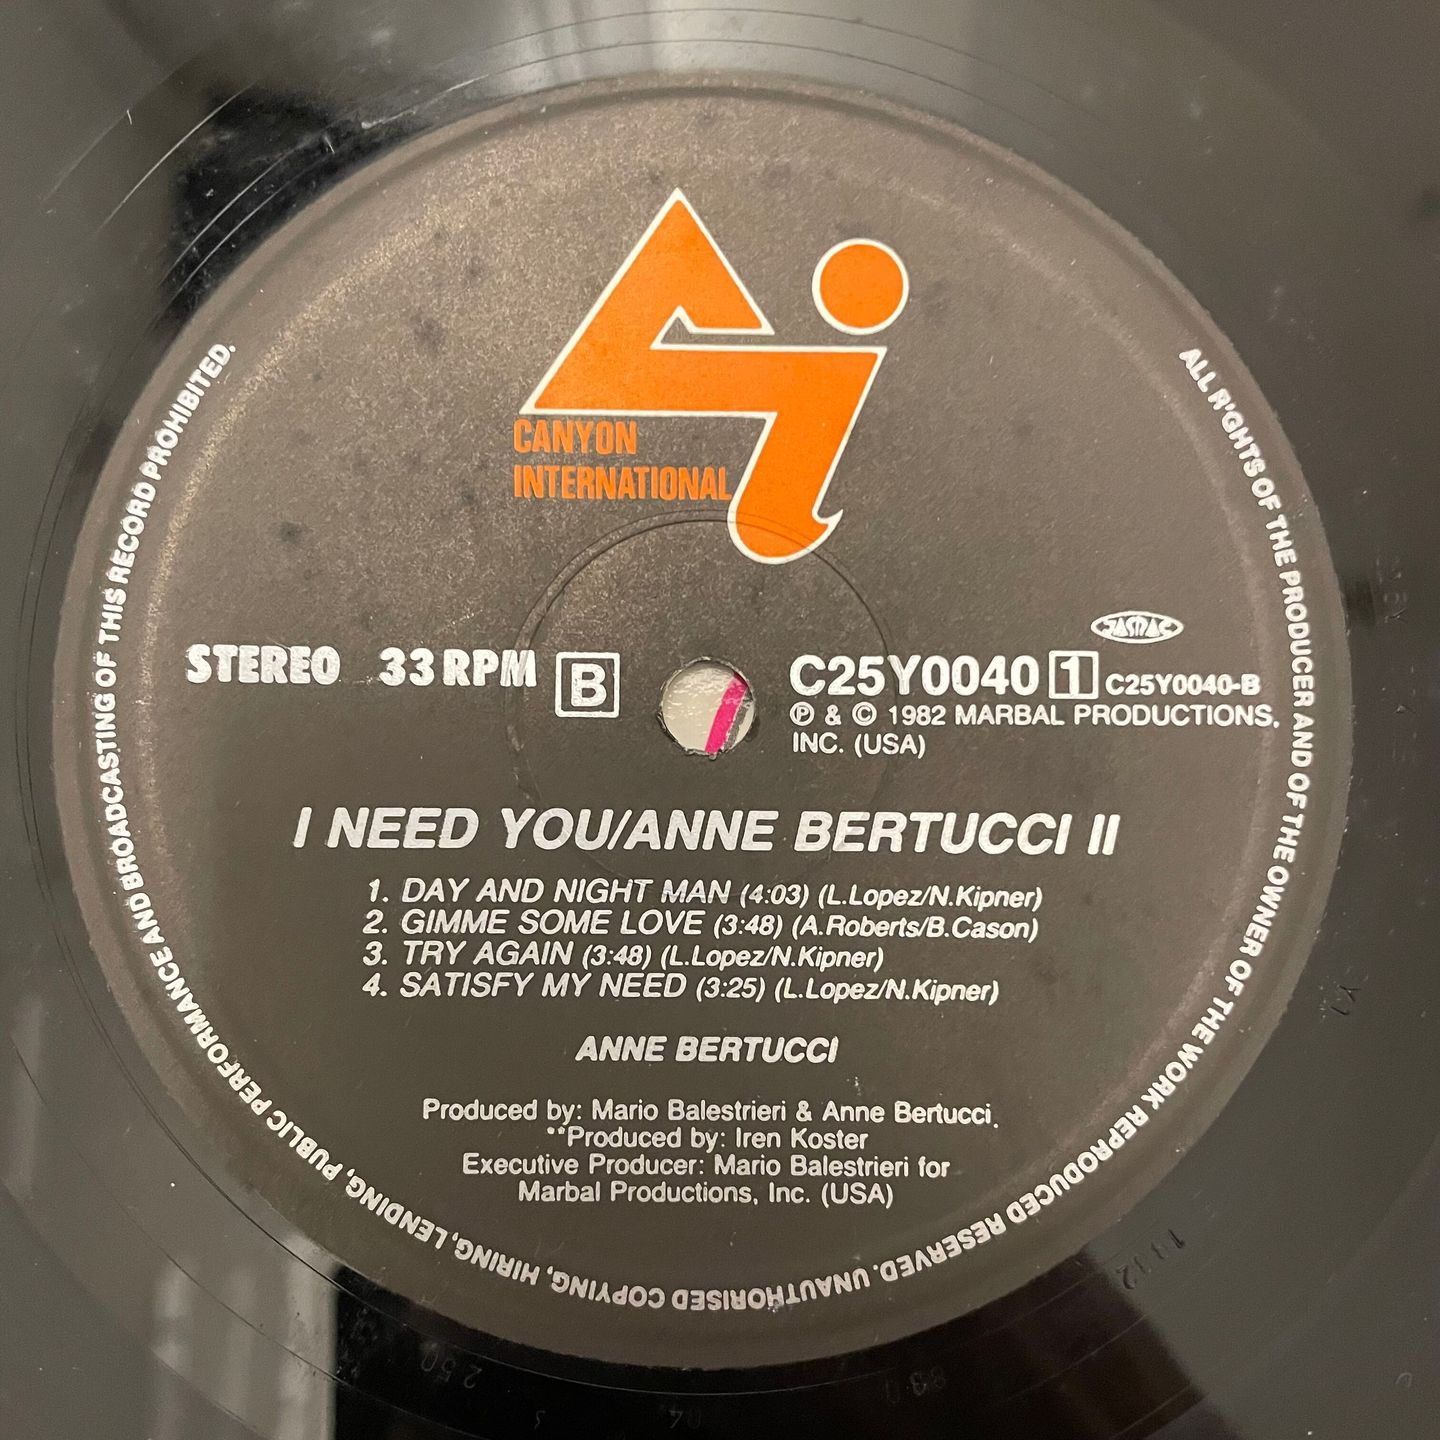 CANYON
INTERNATIONAL
JASRAC
STEREO 33 RPM B
C25Y0040 1 C25Y0040-B
Ⓟ & © 1982 MARBAL PRODUCTIONS,
INC. (USA)
I NEED YOU/ANNE BERTUCCI II
1. DAY AND NIGHT MAN (4:03) (L.Lopez/N.Kipner)
2. GIMME SOME LOVE (3:48) (A.Roberts/B.Cason)
3. TRY AGAIN (3:48) (L.Lopez/N.Kipner)
4. SATISFY MY NEED (3:25) (L.Lopez/N.Kipner)
ANNE BERTUCCI
Produced by: Mario Balestrieri & Anne Bertucci.
**Produced by: Iren Koster
Executive Producer: Mario Balestrieri for
Marbal Productions, Inc. (USA)
ALL R'GHTS OF THE PRODUCER AND OF THE OWNER OF THE WORK REPRODUCED RESERVED. UNAUTHORISED COPYING, HIRING, LENDING, PUBLIC PERFORMANCE AND BROADCASTING OF THIS RECORD PROHIBITED.